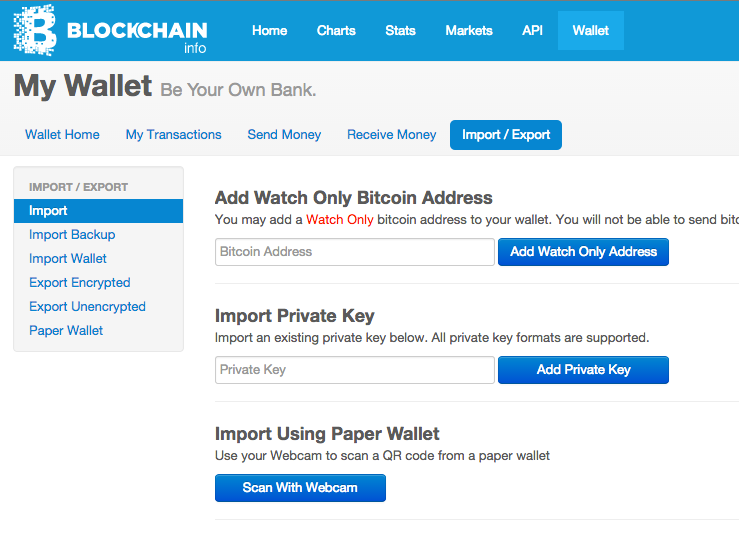 BLOCKCHAIN
info
Home Charts Stats Markets API Wallet
My Wallet Be Your Own Bank.
Wallet Home My Transactions Send Money Receive Money Import / Export
IMPORT / EXPORT
Import
Import Backup
Import Wallet
Export Encrypted
Export Unencrypted
Paper Wallet
Add Watch Only Bitcoin Address
You may add a Watch Only bitcoin address to your wallet. You will not be able to send
Bitcoin Address Add Watch Only Address
Import Private Key
Import an existing private key below. All private key formats are supported.
Private Key Add Private Key
Import Using Paper Wallet
Use your Webcam to scan a QR code from a paper wallet
Scan With Webcam